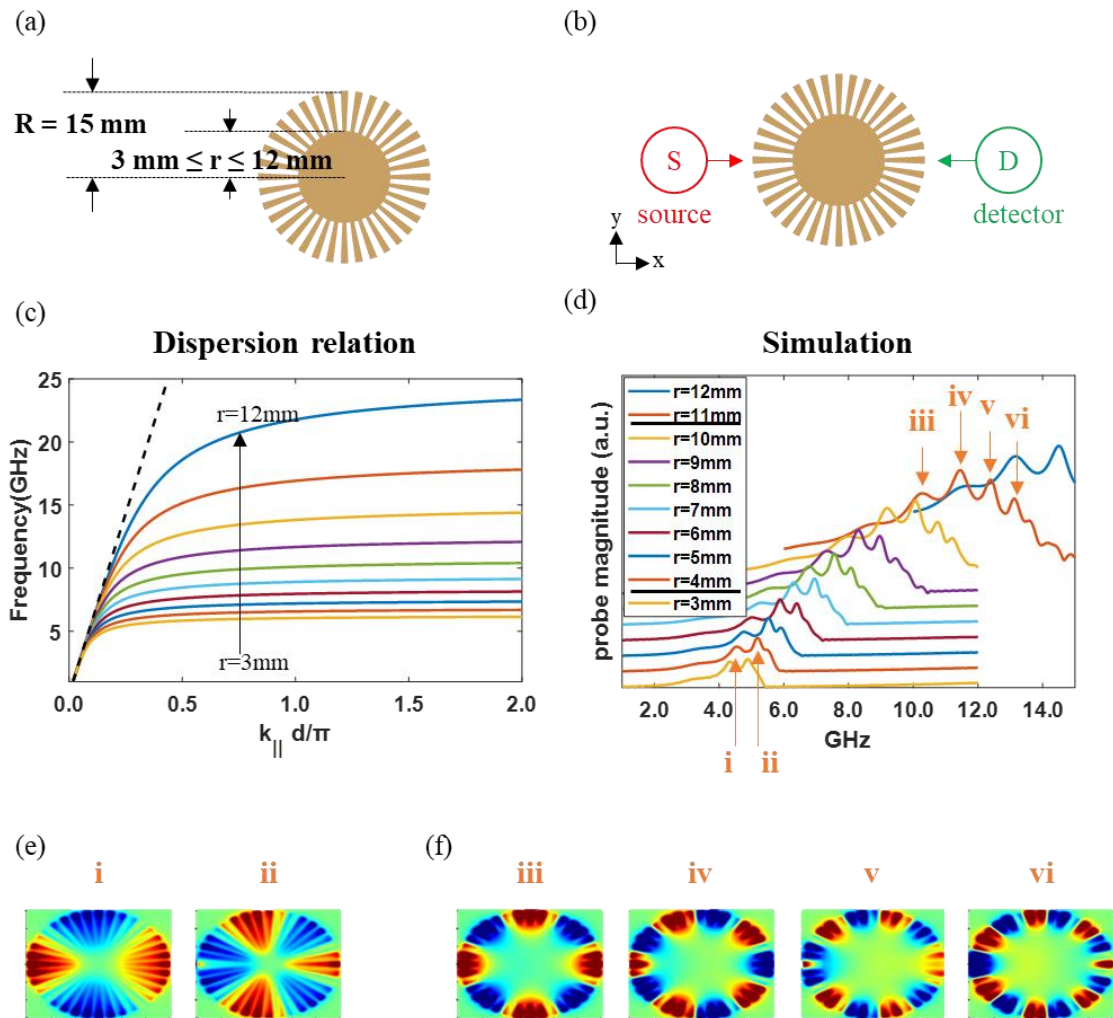 (a)
R = 15 mm
3 mm ≤ r ≤ 12 mm
(b)
S
source
D
detector
y
x
(c)
Dispersion relation
25
20
15
10
5
Frequency(GHz)
r=12mm
r=3mm
0.0 0.5 1.0 1.5 2.0
k|| d/π
(d)
Simulation
probe magnitude (a.u.)
r=12mm
r=11mm
r=10mm
r=9mm
r=8mm
r=7mm
r=6mm
r=5mm
r=4mm
r=3mm
iii
iv
v
vi
2.0 4.0 6.0 8.0 10.0 12.0 14.0
GHz
i
ii
(e)
i ii
(f)
iii iv v vi